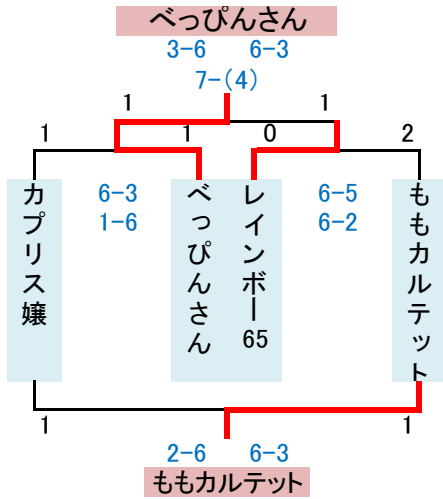 べっぴんさん
3-6 6-3
7-(4)
1 1
1 1 0 2
カプリス嬢
6-3
1-6
べっぴんさん
レインボー65
6-5
6-2
ももカルテット
1 1
2-6 6-3
ももカルテット